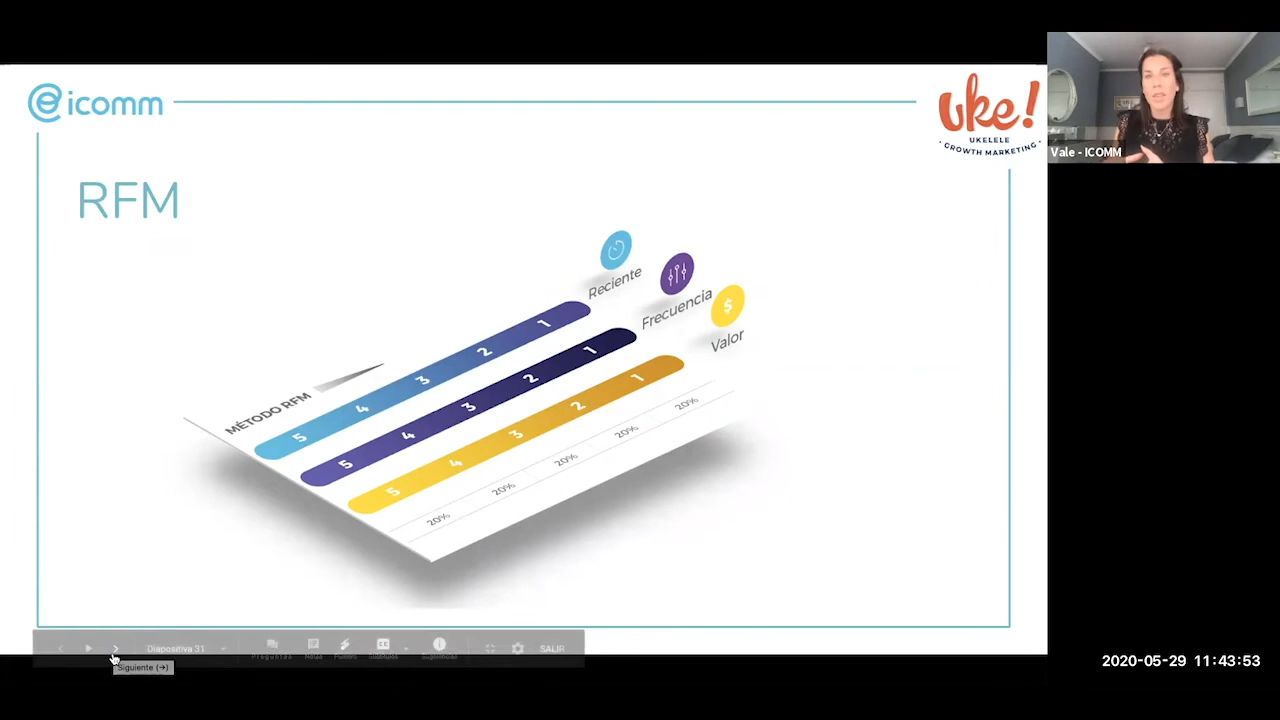 icomm
uke!
UKELELE
· GROWTH MARKETING ·
Vale - ICOMM
RFM
Reciente
Frecuencia
Valor
MÉTODO RFM
5 4 3 2 1
5 4 3 2 1
5 4 3 2 1
20% 20% 20% 20% 20%
Diapositiva 31
SALIR
Siguiente (→)
2020-05-29 11:43:53